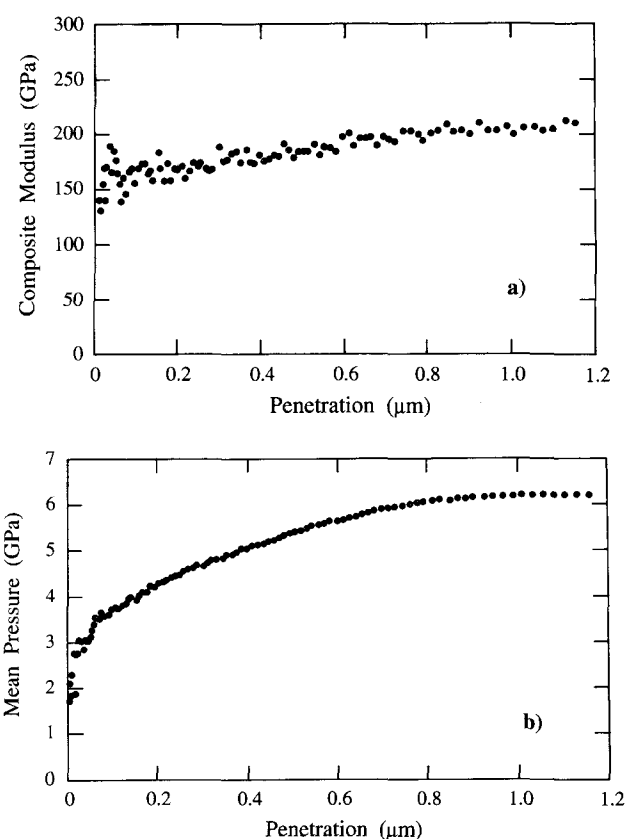 300
250
200
150
100
50
0
Composite Modulus (GPa)
a)
0 0.2 0.4 0.6 0.8 1.0 1.2
Penetration (μm)
7
6
5
4
3
2
1
0
Mean Pressure (GPa)
b)
0 0.2 0.4 0.6 0.8 1.0 1.2
Penetration (μm)